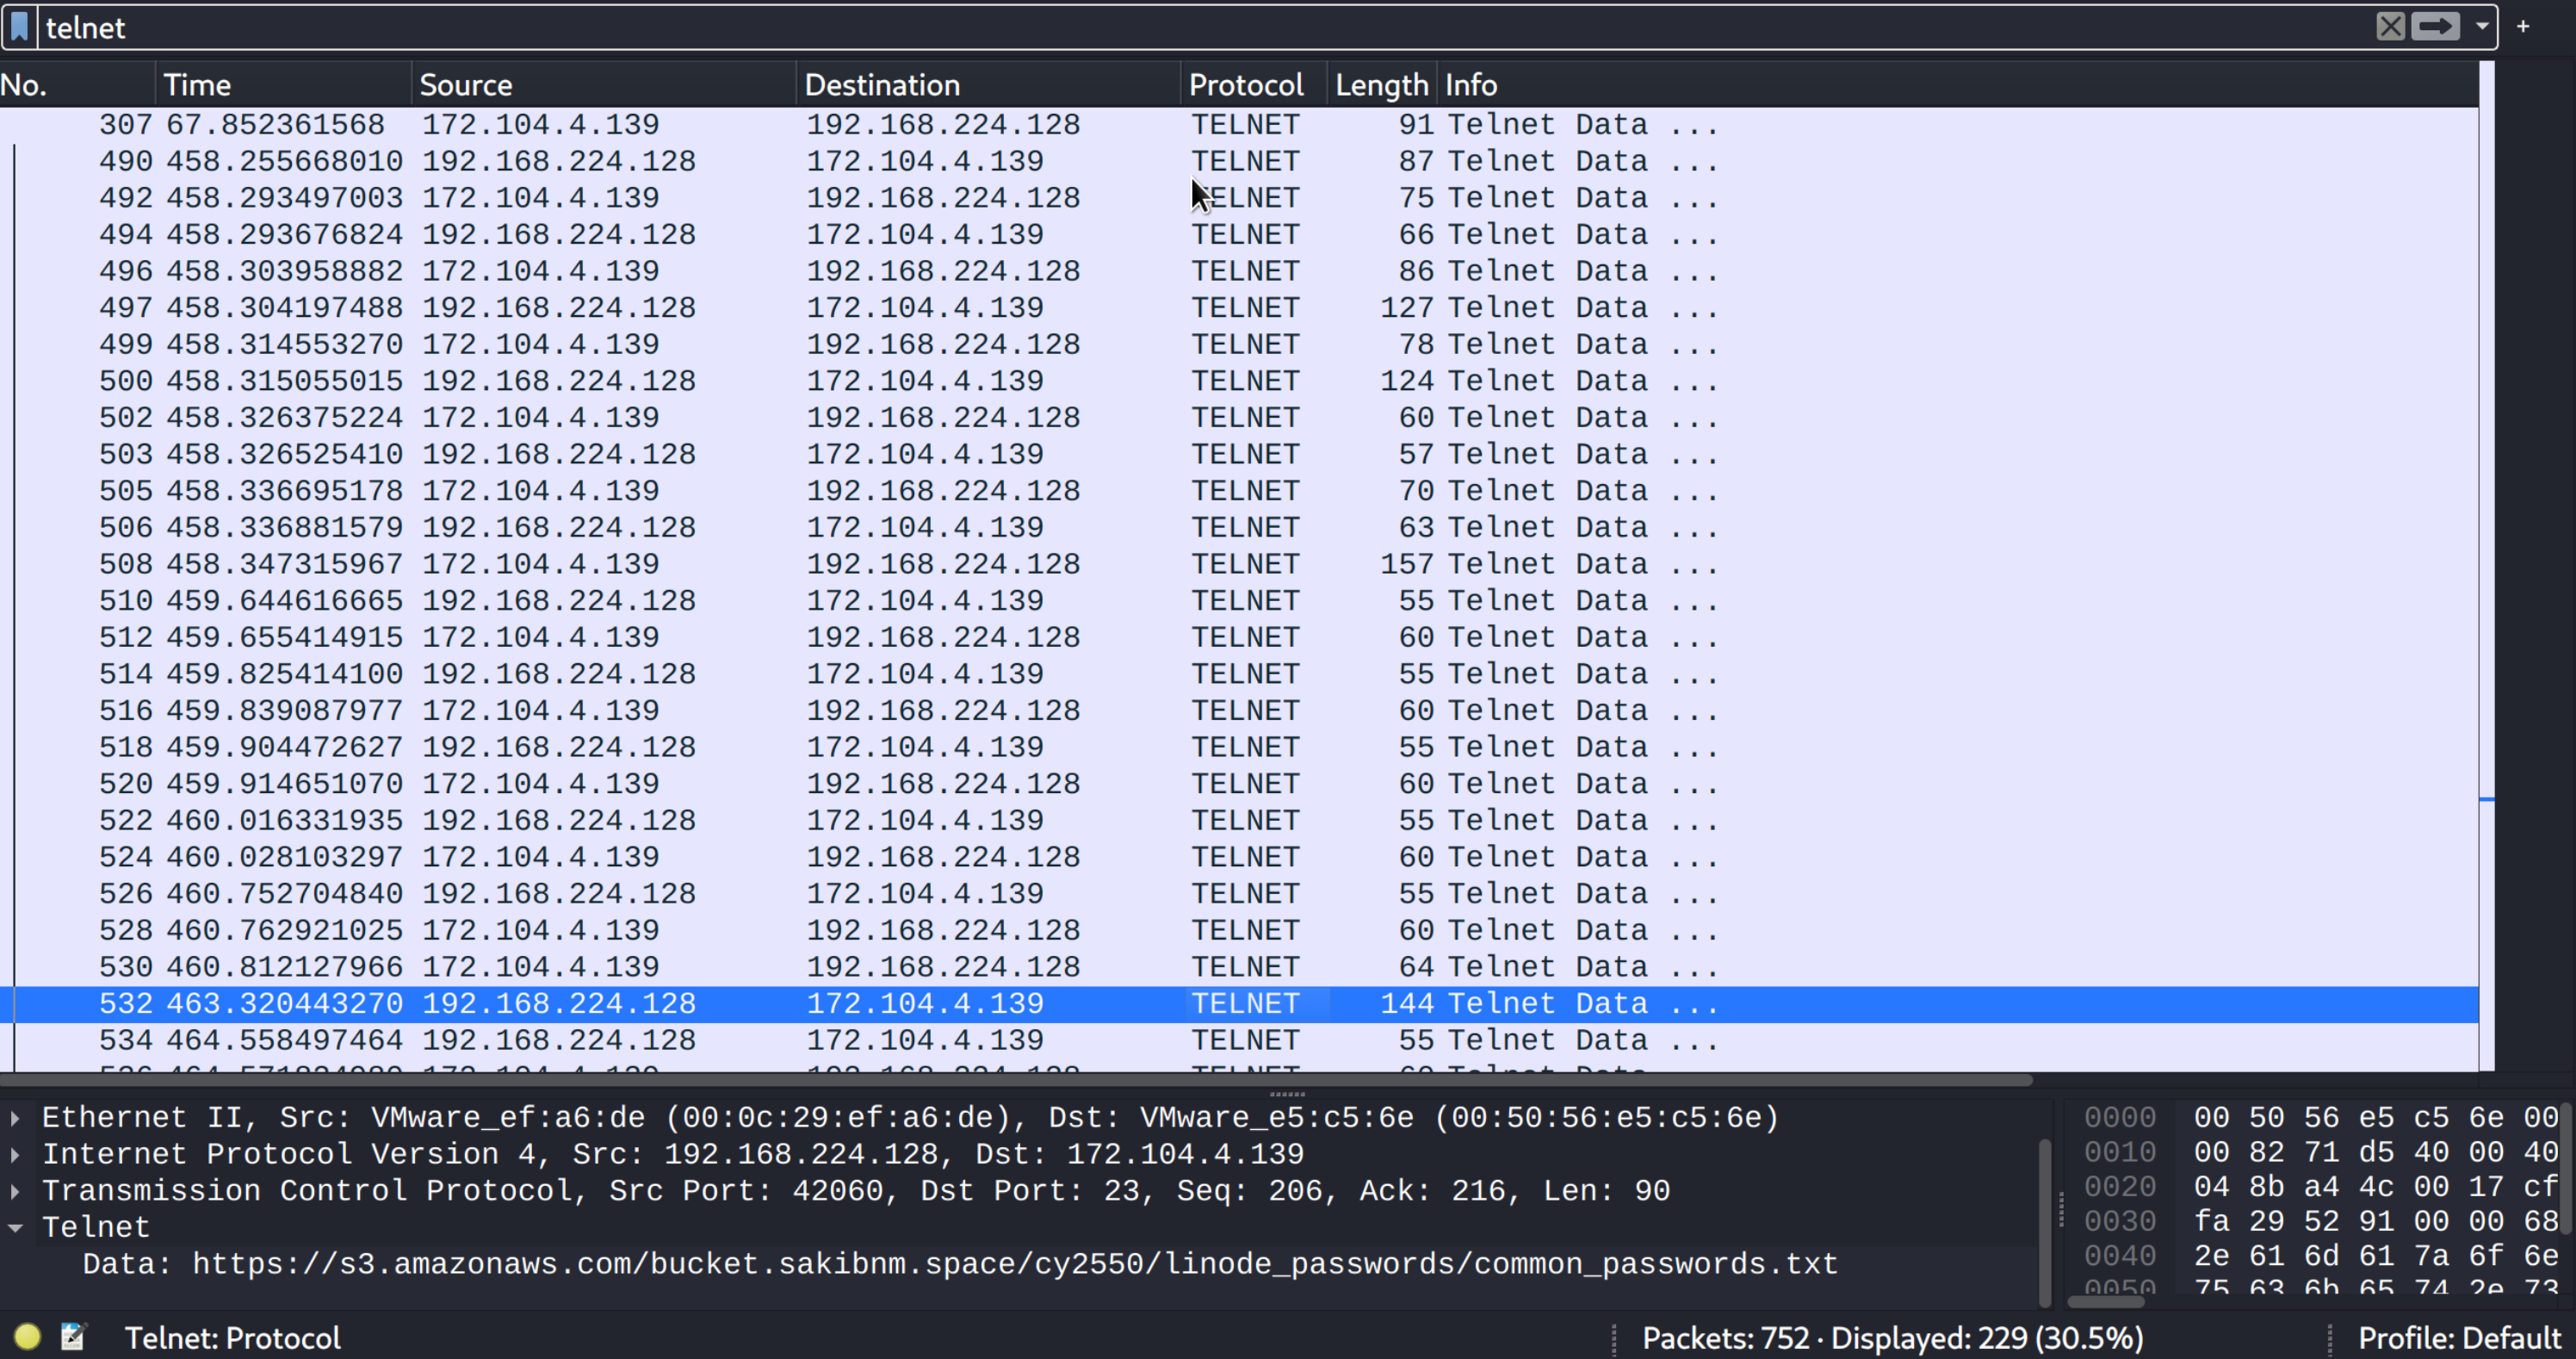 telnet
+
No. Time Source Destination Protocol Length Info
307 67.852361568 172.104.4.139 192.168.224.128 TELNET 91 Telnet Data ...
490 458.255668010 192.168.224.128 172.104.4.139 TELNET 87 Telnet Data ...
492 458.293497003 172.104.4.139 192.168.224.128 TELNET 75 Telnet Data ...
494 458.293676824 192.168.224.128 172.104.4.139 TELNET 66 Telnet Data ...
496 458.303958882 172.104.4.139 192.168.224.128 TELNET 86 Telnet Data ...
497 458.304197488 192.168.224.128 172.104.4.139 TELNET 127 Telnet Data ...
499 458.314553270 172.104.4.139 192.168.224.128 TELNET 78 Telnet Data ...
500 458.315055015 192.168.224.128 172.104.4.139 TELNET 124 Telnet Data ...
502 458.326375224 172.104.4.139 192.168.224.128 TELNET 60 Telnet Data ...
503 458.326525410 192.168.224.128 172.104.4.139 TELNET 57 Telnet Data ...
505 458.336695178 172.104.4.139 192.168.224.128 TELNET 70 Telnet Data ...
506 458.336881579 192.168.224.128 172.104.4.139 TELNET 63 Telnet Data ...
508 458.347315967 172.104.4.139 192.168.224.128 TELNET 157 Telnet Data ...
510 459.644616665 192.168.224.128 172.104.4.139 TELNET 55 Telnet Data ...
512 459.655414915 172.104.4.139 192.168.224.128 TELNET 60 Telnet Data ...
514 459.825414100 192.168.224.128 172.104.4.139 TELNET 55 Telnet Data ...
516 459.839087977 172.104.4.139 192.168.224.128 TELNET 60 Telnet Data ...
518 459.904472627 192.168.224.128 172.104.4.139 TELNET 55 Telnet Data ...
520 459.914651070 172.104.4.139 192.168.224.128 TELNET 60 Telnet Data ...
522 460.016331935 192.168.224.128 172.104.4.139 TELNET 55 Telnet Data ...
524 460.028103297 172.104.4.139 192.168.224.128 TELNET 60 Telnet Data ...
526 460.752704840 192.168.224.128 172.104.4.139 TELNET 55 Telnet Data ...
528 460.762921025 172.104.4.139 192.168.224.128 TELNET 60 Telnet Data ...
530 460.812127966 172.104.4.139 192.168.224.128 TELNET 64 Telnet Data ...
532 463.320443270 192.168.224.128 172.104.4.139 TELNET 144 Telnet Data ...
534 464.558497464 192.168.224.128 172.104.4.139 TELNET 55 Telnet Data ...
Ethernet II, Src: VMware_ef:a6:de (00:0c:29:ef:a6:de), Dst: VMware_e5:c5:6e (00:50:56:e5:c5:6e)
Internet Protocol Version 4, Src: 192.168.224.128, Dst: 172.104.4.139
Transmission Control Protocol, Src Port: 42060, Dst Port: 23, Seq: 206, Ack: 216, Len: 90
Telnet
Data: https://s3.amazonaws.com/bucket.sakibnm.space/cy2550/linode_passwords/common_passwords.txt
0000 00 50 56 e5 c5 6e 00
0010 00 82 71 d5 40 00 40
0020 04 8b a4 4c 00 17 cf
0030 fa 29 52 91 00 00 68
0040 2e 61 6d 61 7a 6f 6e
0050 75 63 6b 65 74 2e 73
Telnet: Protocol
Packets: 752 · Displayed: 229 (30.5%)
Profile: Default